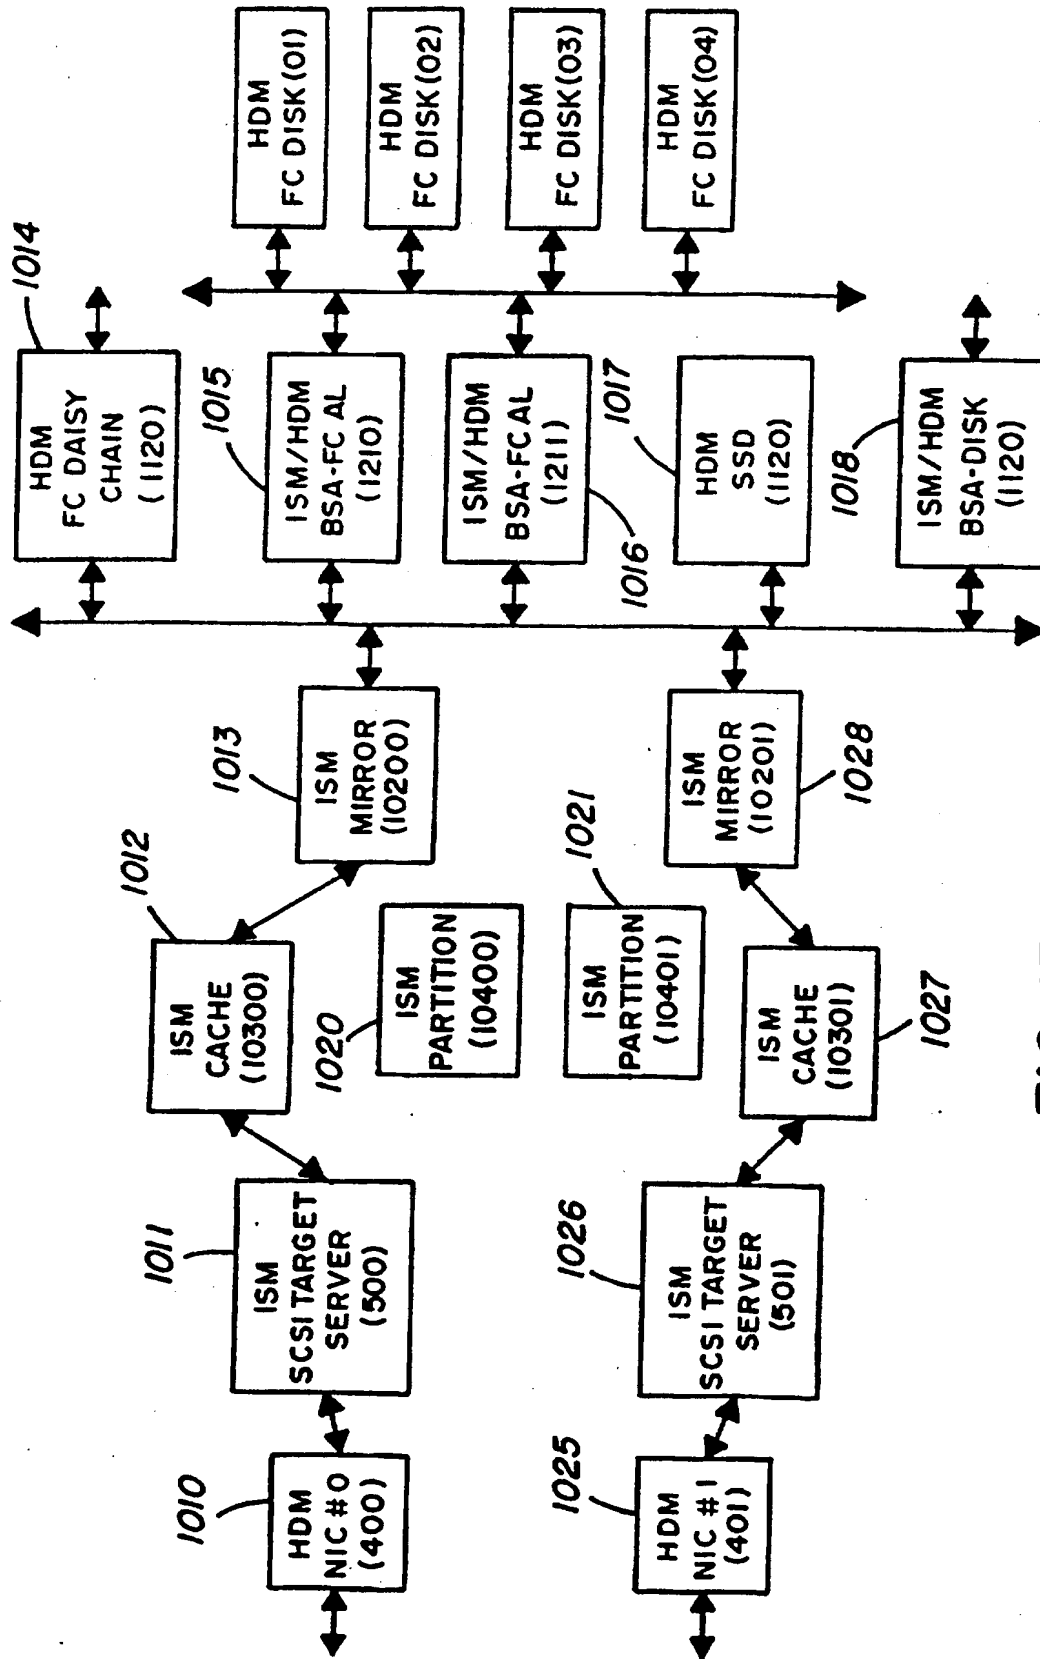 1010
HDM
NIC #0
(400)
1011
ISM
SCSI TARGET
SERVER
(500)
1012
ISM
CACHE
(10300)
1013
ISM
MIRROR
(10200)
1014
HDM
FC DAISY
CHAIN
(1120)
1015
ISM/HDM
BSA-FC AL
(1210)
1016
ISM/HDM
BSA-FC AL
(1211)
1017
HDM
SSD
(1120)
1018
ISM/HDM
BSA-DISK
(1120)
HDM
FC DISK(01)
HDM
FC DISK(02)
HDM
FC DISK(03)
HDM
FC DISK(04)
1020
ISM
PARTITION
(10400)
1021
ISM
PARTITION
(10401)
1025
HDM
NIC #1
(401)
1026
ISM
SCSI TARGET
SERVER
(501)
1027
ISM
CACHE
(10301)
1028
ISM
MIRROR
(10201)